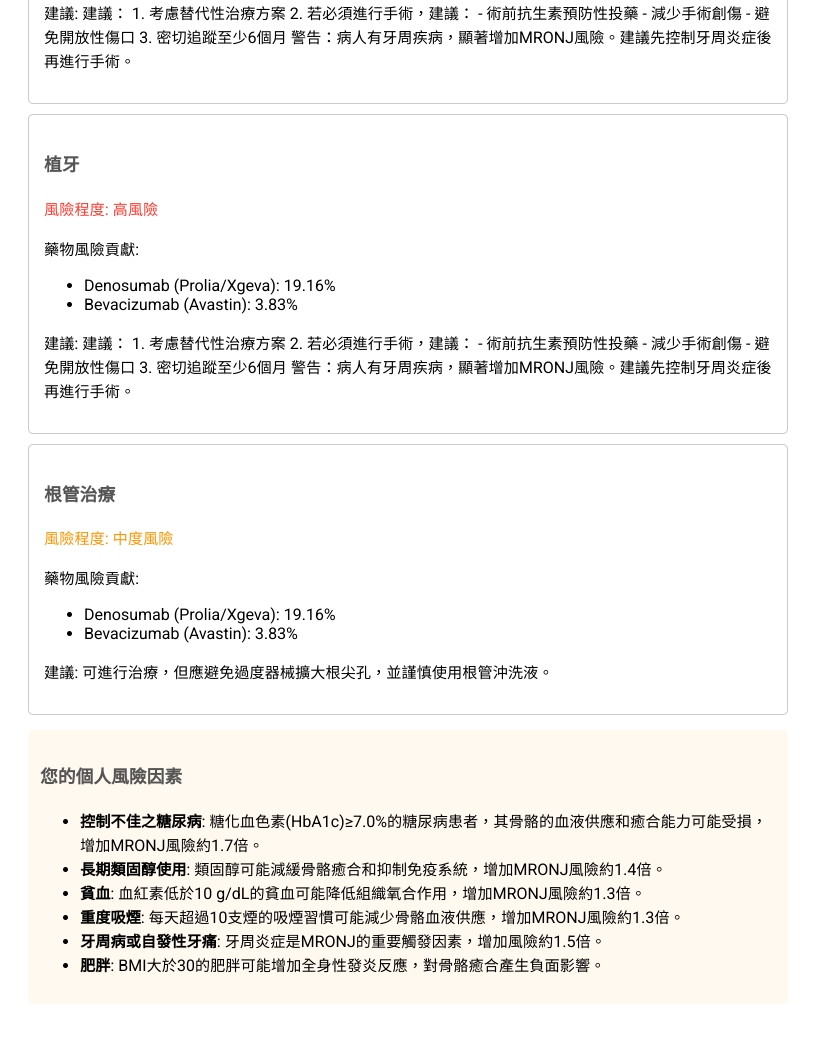 建議: 建議： 1. 考慮替代性治療方案 2. 若必須進行手術，建議： - 術前抗生素預防性投藥 - 減少手術創傷 - 避
免開放性傷口 3. 密切追蹤至少6個月 警告：病人有牙周疾病，顯著增加MRONJ風險。建議先控制牙周炎症後
再進行手術。
植牙
風險程度: 高風險
藥物風險貢獻:
• Denosumab (Prolia/Xgeva): 19.16%
• Bevacizumab (Avastin): 3.83%
建議: 建議： 1. 考慮替代性治療方案 2. 若必須進行手術，建議： - 術前抗生素預防性投藥 - 減少手術創傷 - 避
免開放性傷口 3. 密切追蹤至少6個月 警告：病人有牙周疾病，顯著增加MRONJ風險。建議先控制牙周炎症後
再進行手術。
根管治療
風險程度: 中度風險
藥物風險貢獻:
• Denosumab (Prolia/Xgeva): 19.16%
• Bevacizumab (Avastin): 3.83%
建議: 可進行治療，但應避免過度器械擴大根尖孔，並謹慎使用根管沖洗液。
您的個人風險因素
• 控制不佳之糖尿病: 糖化血色素(HbA1c)≥7.0%的糖尿病患者，其骨骼的血液供應和癒合能力可能受損，
增加MRONJ風險約1.7倍。
• 長期類固醇使用: 類固醇可能減緩骨骼癒合和抑制免疫系統，增加MRONJ風險約1.4倍。
• 貧血: 血紅素低於10 g/dL的貧血可能降低組織氧合作用，增加MRONJ風險約1.3倍。
• 重度吸煙: 每天超過10支煙的吸煙習慣可能減少骨骼血液供應，增加MRONJ風險約1.3倍。
• 牙周病或自發性牙痛: 牙周炎症是MRONJ的重要觸發因素，增加風險約1.5倍。
• 肥胖: BMI大於30的肥胖可能增加全身性發炎反應，對骨骼癒合產生負面影響。